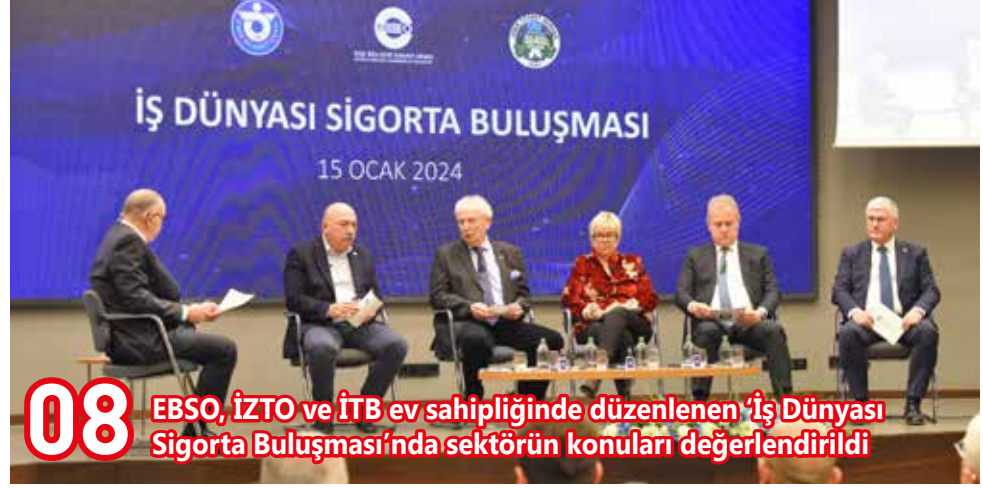 İŞ DÜNYASI SİGORTA BULUŞMASI
15 OCAK 2024
08
EBSO, İZTO ve İTB ev sahipliğinde düzenlenen ‘İş Dünyası
Sigorta Buluşması’nda sektörün konuları değerlendirildi